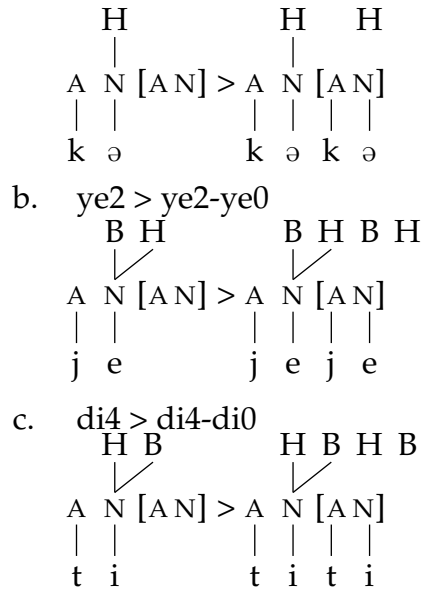 H H H
A N [A N] > A N [A N]
k ə k ə k ə
b. ye2 > ye2-ye0
B H B H B H
A N [A N] > A N [A N]
j e j e j e
c. di4 > di4-di0
H B H B H B
A N [A N] > A N [A N]
t i t i t i